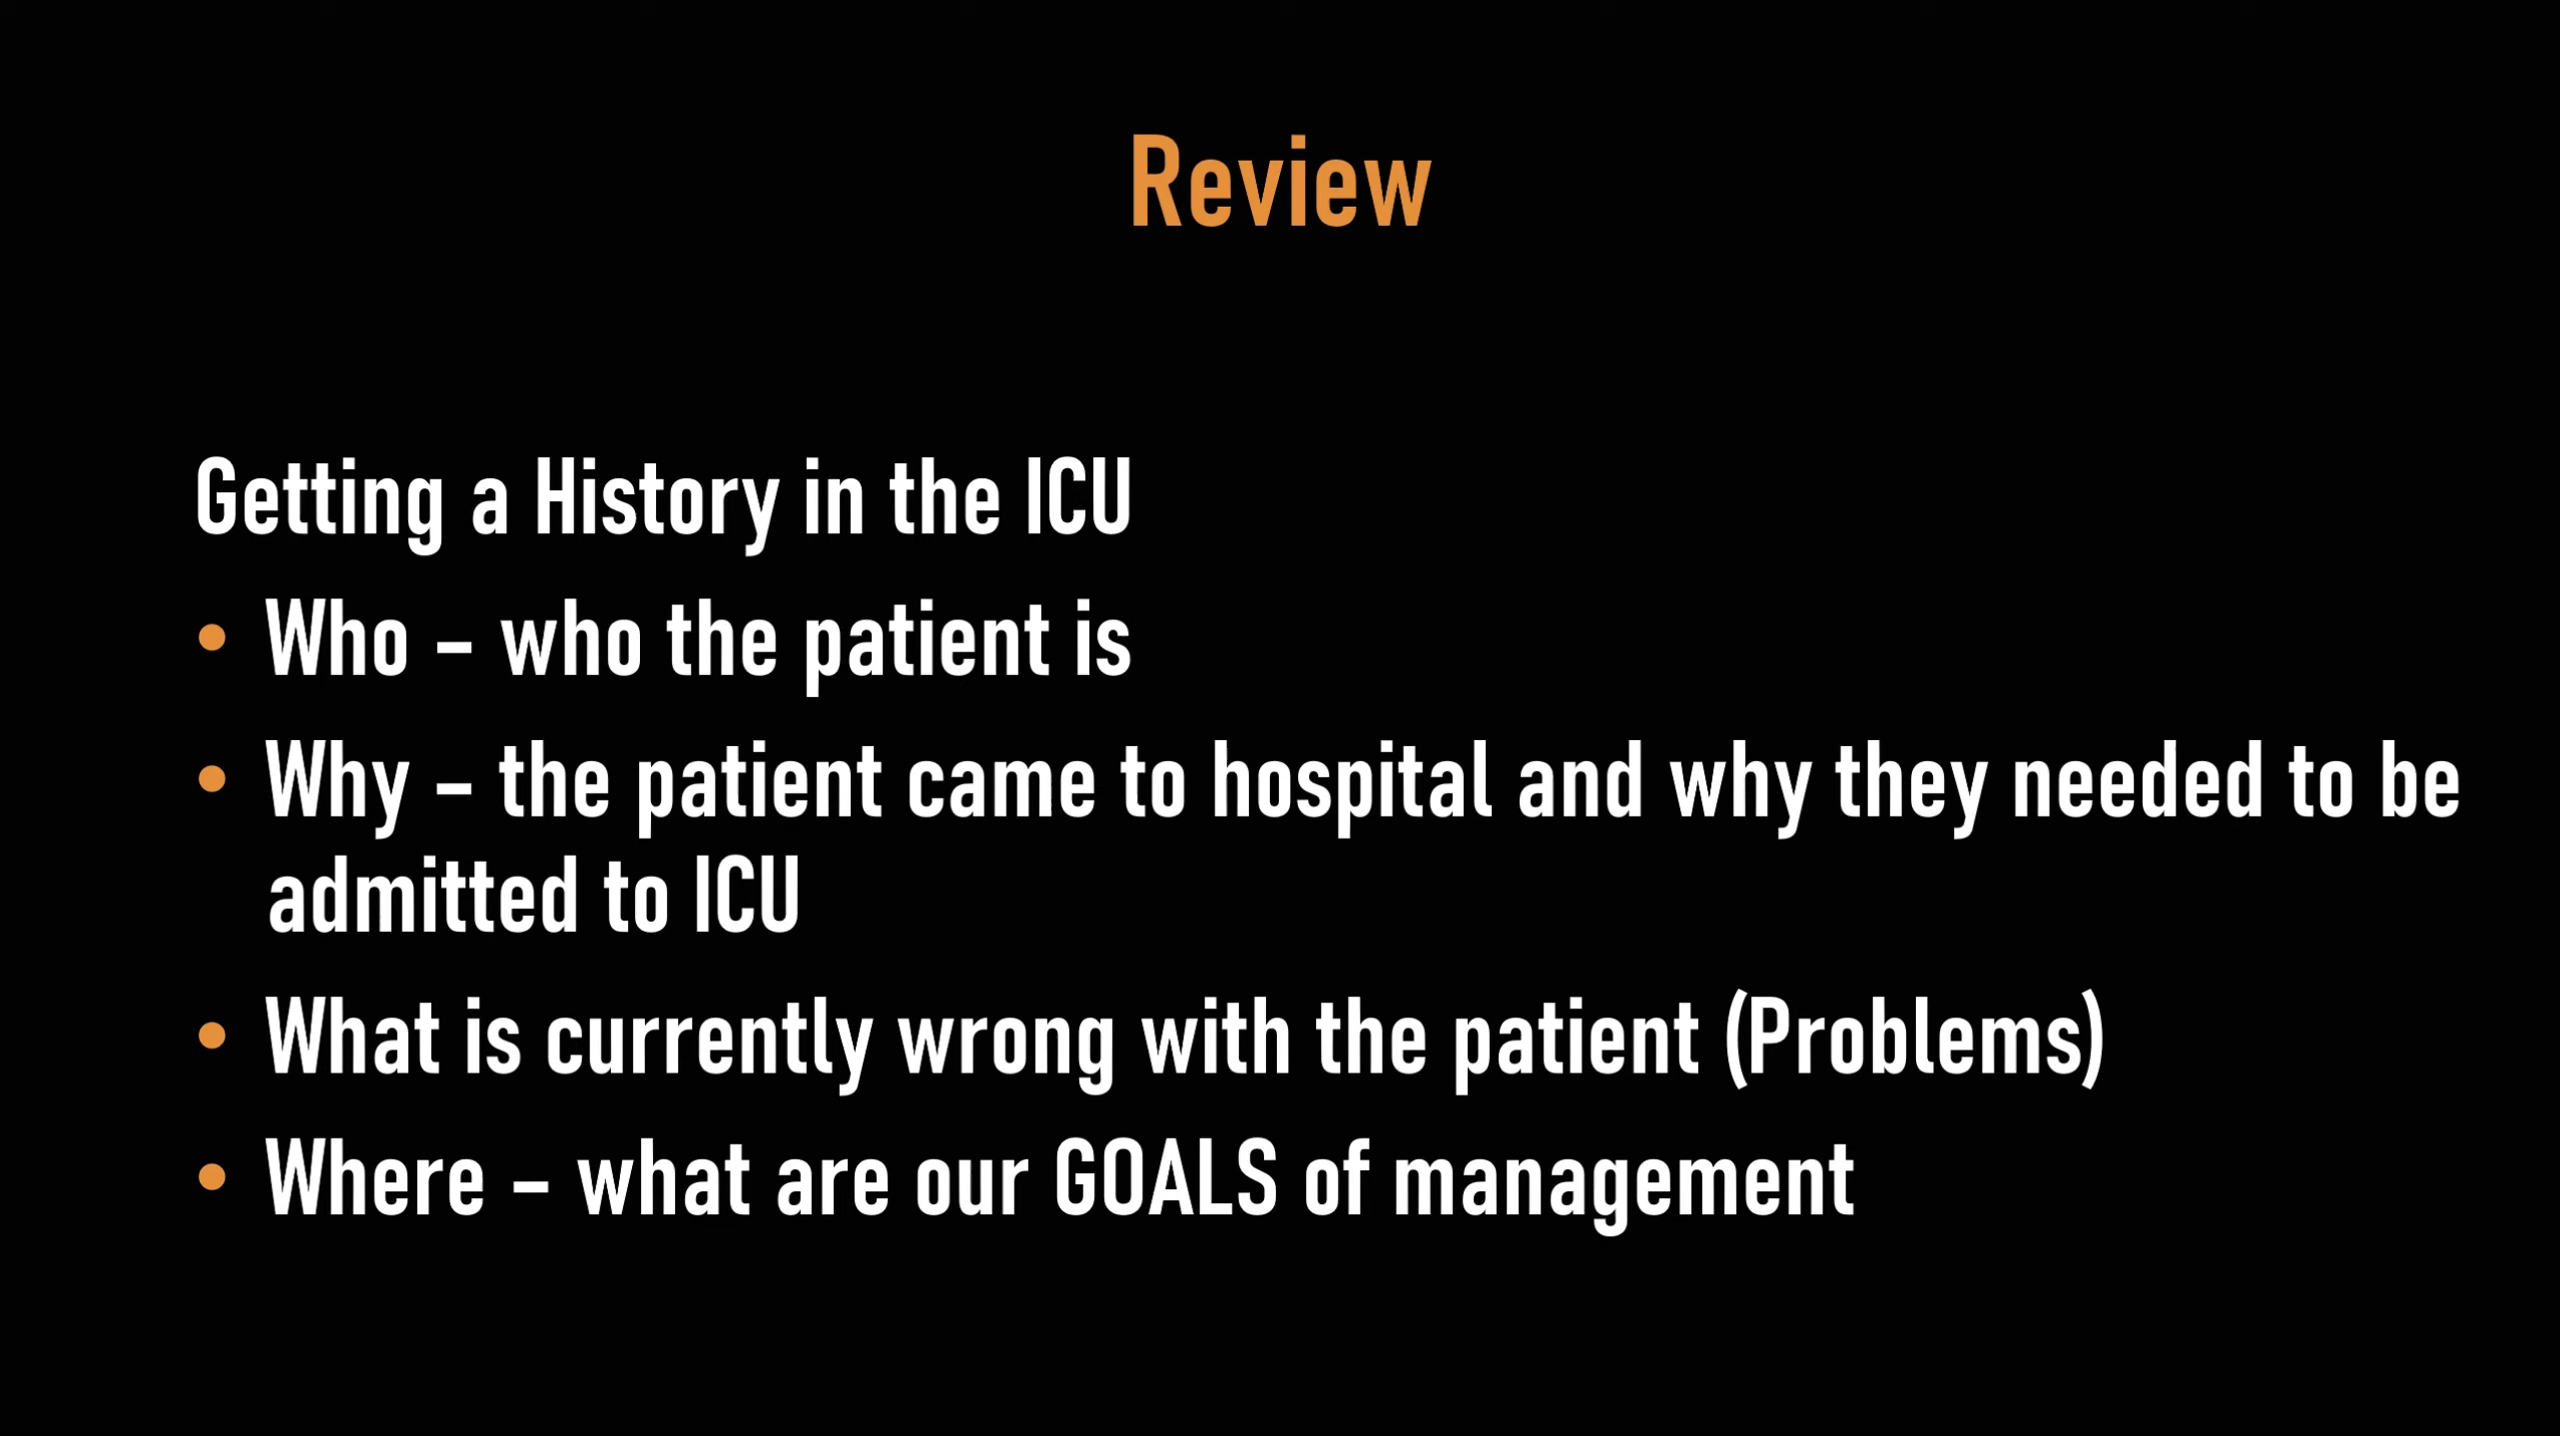 Review
Getting a History in the ICU
• Who – who the patient is
• Why – the patient came to hospital and why they needed to be
admitted to ICU
• What is currently wrong with the patient (Problems)
• Where – what are our GOALS of management